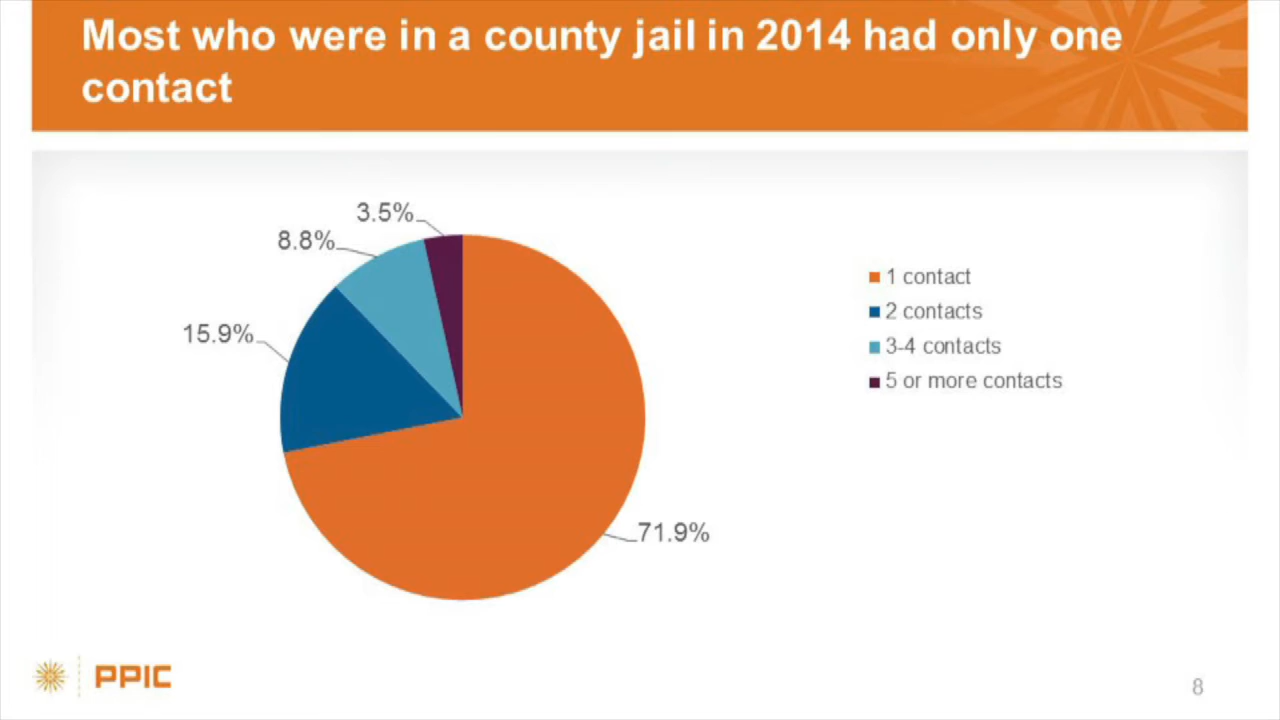 Most who were in a county jail in 2014 had only one
contact
3.5%
8.8%
15.9%
71.9%
1 contact
2 contacts
3-4 contacts
5 or more contacts
PPIC
8